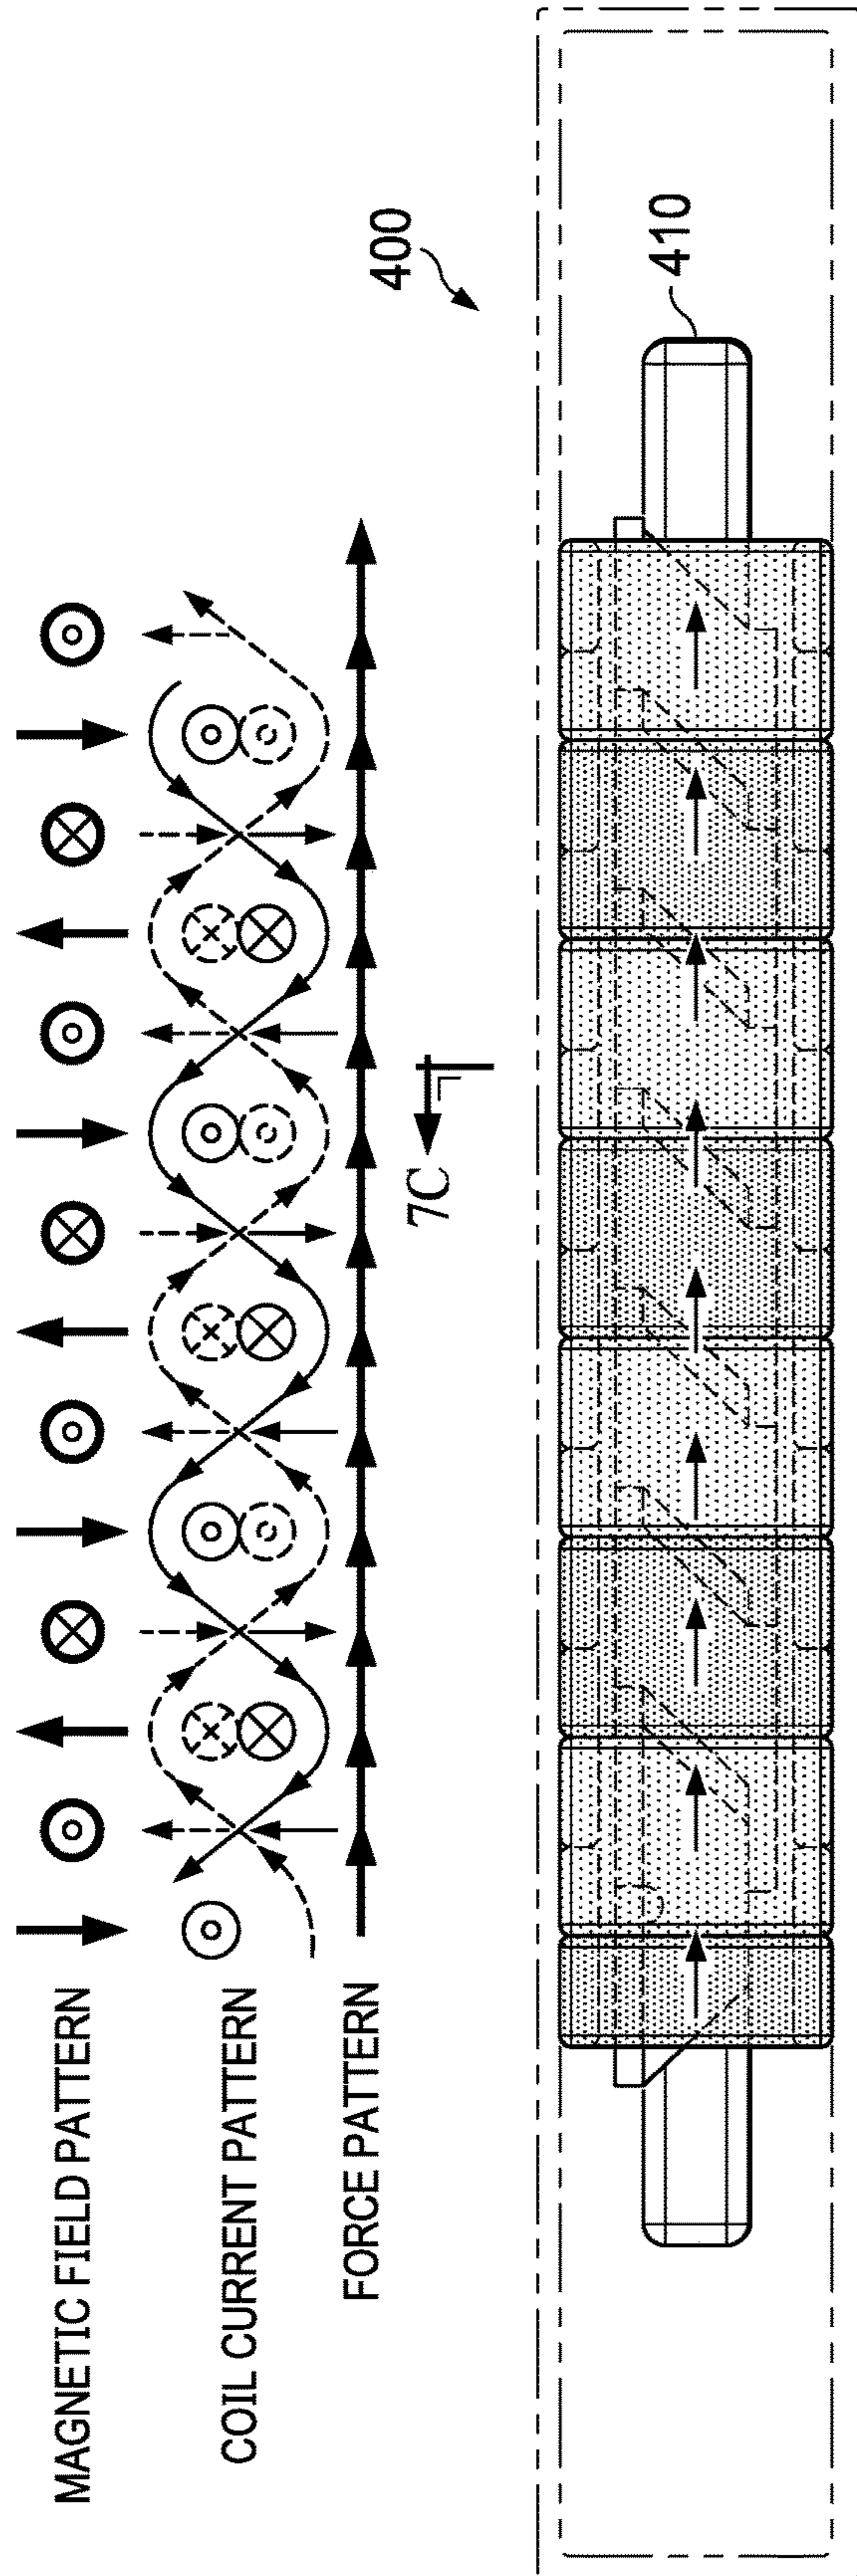 MAGNETIC FIELD PATTERN
COIL CURRENT PATTERN
FORCE PATTERN
7C
400
410